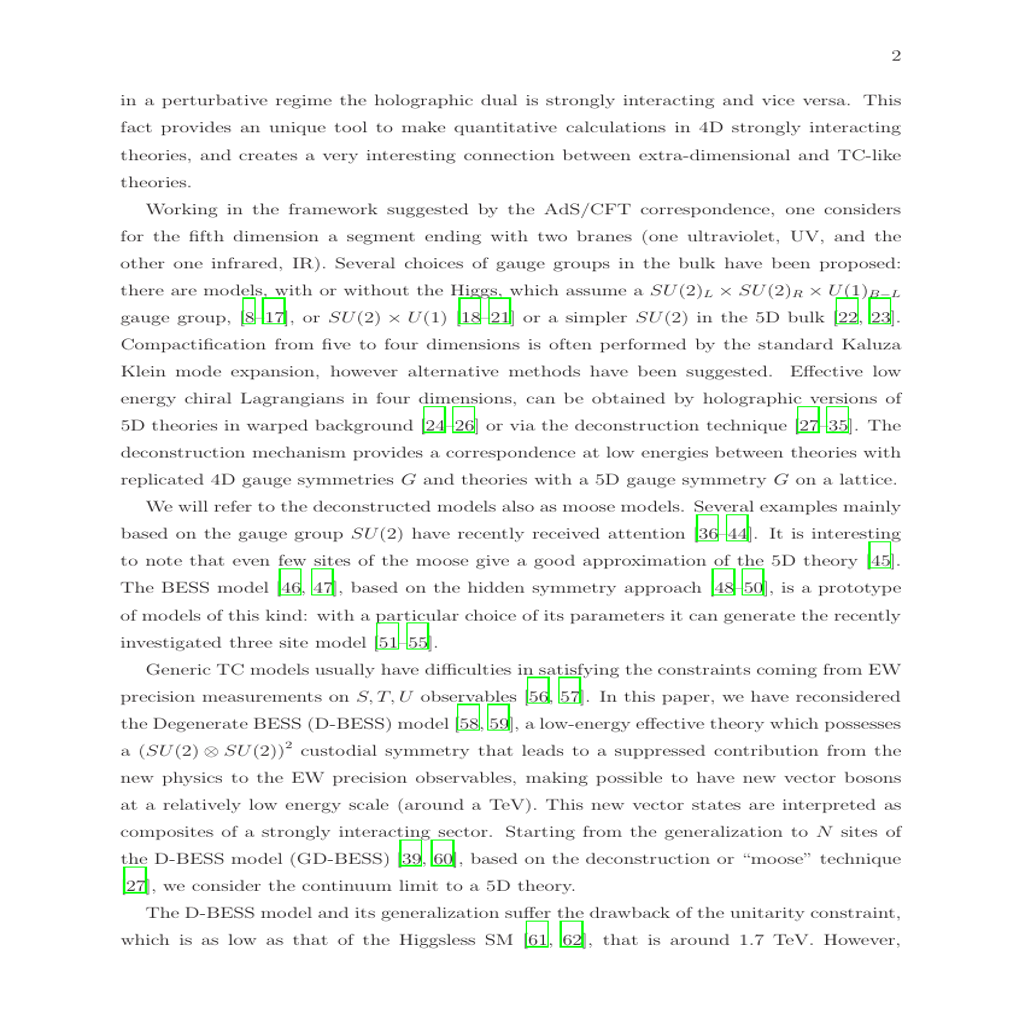 2
in a perturbative regime the holographic dual is strongly interacting and vice versa. This
fact provides an unique tool to make quantitative calculations in 4D strongly interacting
theories, and creates a very interesting connection between extra-dimensional and TC-like
theories.
Working in the framework suggested by the AdS/CFT correspondence, one considers
for the fifth dimension a segment ending with two branes (one ultraviolet, UV, and the
other one infrared, IR). Several choices of gauge groups in the bulk have been proposed:
there are models, with or without the Higgs, which assume a $SU(2)_L \times SU(2)_R \times U(1)_{B-L}$
gauge group, [8–17], or $SU(2) \times U(1)$ [18–21] or a simpler $SU(2)$ in the 5D bulk [22, 23].
Compactification from five to four dimensions is often performed by the standard Kaluza
Klein mode expansion, however alternative methods have been suggested. Effective low
energy chiral Lagrangians in four dimensions, can be obtained by holographic versions of
5D theories in warped background [24–26] or via the deconstruction technique [27–35]. The
deconstruction mechanism provides a correspondence at low energies between theories with
replicated 4D gauge symmetries $G$ and theories with a 5D gauge symmetry $G$ on a lattice.
We will refer to the deconstructed models also as moose models. Several examples mainly
based on the gauge group $SU(2)$ have recently received attention [36–44]. It is interesting
to note that even few sites of the moose give a good approximation of the 5D theory [45].
The BESS model [46, 47], based on the hidden symmetry approach [48–50], is a prototype
of models of this kind: with a particular choice of its parameters it can generate the recently
investigated three site model [51–55].
Generic TC models usually have difficulties in satisfying the constraints coming from EW
precision measurements on $S, T, U$ observables [56, 57]. In this paper, we have reconsidered
the Degenerate BESS (D-BESS) model [58, 59], a low-energy effective theory which possesses
a $(SU(2) \otimes SU(2))^2$ custodial symmetry that leads to a suppressed contribution from the
new physics to the EW precision observables, making possible to have new vector bosons
at a relatively low energy scale (around a TeV). This new vector states are interpreted as
composites of a strongly interacting sector. Starting from the generalization to $N$ sites of
the D-BESS model (GD-BESS) [39, 60], based on the deconstruction or “moose” technique
[27], we consider the continuum limit to a 5D theory.
The D-BESS model and its generalization suffer the drawback of the unitarity constraint,
which is as low as that of the Higgsless SM [61, 62], that is around 1.7 TeV. However,